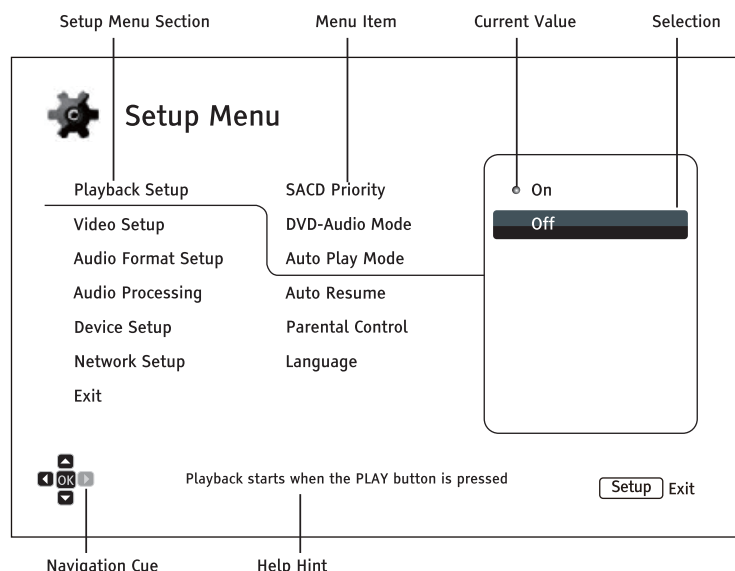 Setup Menu Section
Menu Item
Current Value
Selection
Setup Menu
Playback Setup
SACD Priority
On
Video Setup
DVD-Audio Mode
Off
Audio Format Setup
Auto Play Mode
Audio Processing
Auto Resume
Device Setup
Parental Control
Network Setup
Language
Exit
OK
Playback starts when the PLAY button is pressed
Setup Exit
Navigation Cue
Help Hint